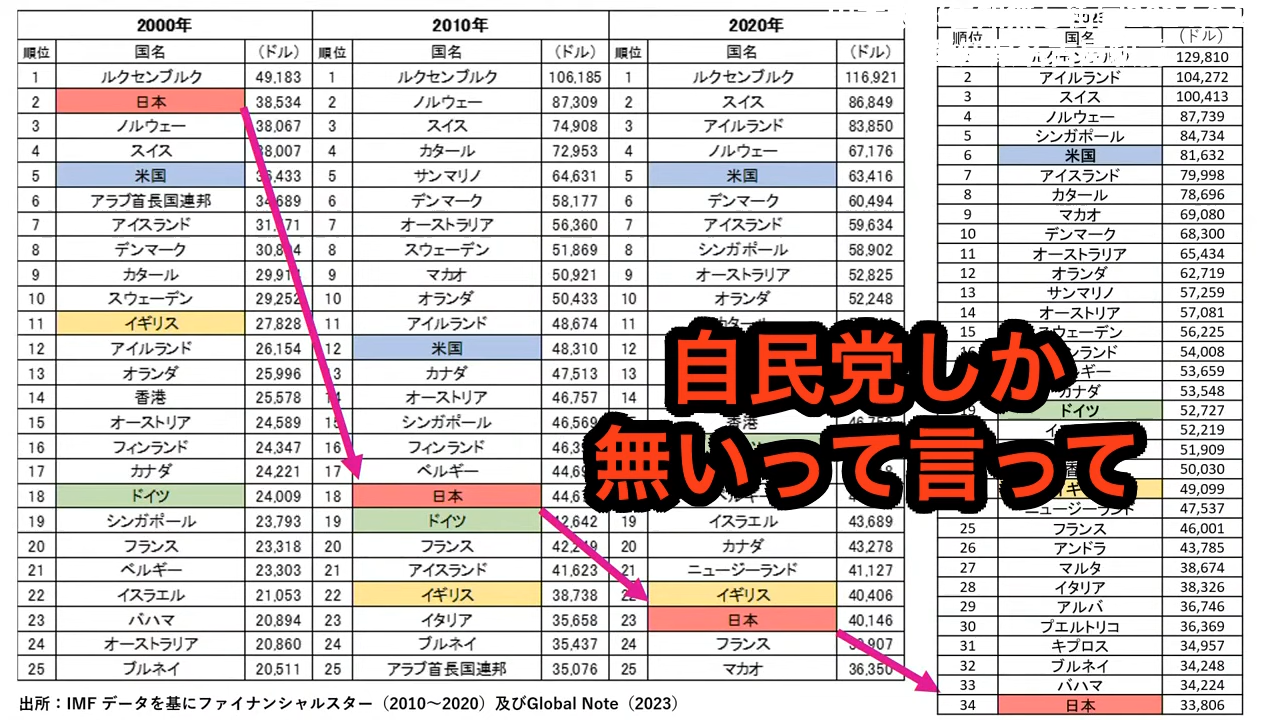 2000年
順位 国名 （ドル）
1 ルクセンブルク 49,183
2 日本 38,534
3 ノルウェー 38,067
4 スイス 38,007
5 米国
6 アラブ首長国連邦
7 アイスランド
8 デンマーク
9 カタール
10 スウェーデン 29,252
11 イギリス 27,828
12 アイルランド 26,154
13 オランダ 25,996
14 香港 25,578
15 オーストリア 24,589
16 フィンランド 24,347
17 カナダ 24,221
18 ドイツ 24,009
19 シンガポール 23,793
20 フランス 23,318
21 ベルギー 23,303
22 イスラエル 21,053
23 バハマ 20,894
24 オーストラリア 20,860
25 ブルネイ 20,511
2010年
順位 国名 （ドル）
1 ルクセンブルク 106,185
2 ノルウェー 87,309
3 スイス 74,908
4 カタール 72,953
5 サンマリノ 64,631
6 デンマーク 58,177
7 オーストラリア 56,360
8 スウェーデン 51,869
9 マカオ 50,921
10 オランダ 50,433
11 アイルランド 48,674
12 米国 48,310
13 カナダ 47,513
14 オーストリア 46,757
15 シンガポール 46,569
16 フィンランド
17 ベルギー
18 日本
19 ドイツ 42,642
20 フランス
21 アイスランド 41,623
22 イギリス 38,738
23 イタリア 35,658
24 ブルネイ 35,437
25 アラブ首長国連邦 35,076
2020年
順位 国名 （ドル）
1 ルクセンブルク 116,921
2 スイス 86,849
3 アイルランド 83,850
4 ノルウェー 67,176
5 米国 63,416
6 デンマーク 60,494
7 アイスランド 59,634
8 シンガポール 58,902
9 オーストラリア 52,825
10 オランダ 52,248
11
12
13
14
19 イスラエル 43,689
20 カナダ 43,278
21 ニュージーランド 41,127
22 イギリス 40,406
23 日本 40,146
24 フランス
25 マカオ 36,350
順位 国名 （ドル）
129,810
2 アイルランド 104,272
3 スイス 100,413
4 ノルウェー 87,739
5 シンガポール 84,734
6 米国 81,632
7 アイスランド 79,998
8 カタール 78,696
9 マカオ 69,080
10 デンマーク 68,300
11 オーストラリア 65,434
12 オランダ 62,719
13 サンマリノ 57,259
14 オーストリア 57,081
15 スウェーデン 56,225
54,008
53,659
カナダ 53,548
ドイツ 52,727
52,219
51,909
50,030
49,099
ニュージーランド 47,537
25 フランス 46,001
26 アンドラ 43,785
27 マルタ 38,674
28 イタリア 38,326
29 アルバ 36,746
30 プエルトリコ 36,369
31 キプロス 34,957
32 ブルネイ 34,248
33 バハマ 34,224
34 日本 33,806
自民党しか
無いって言って
出所：IMF データを基にファイナンシャルスター（2010～2020）及びGlobal Note（2023）